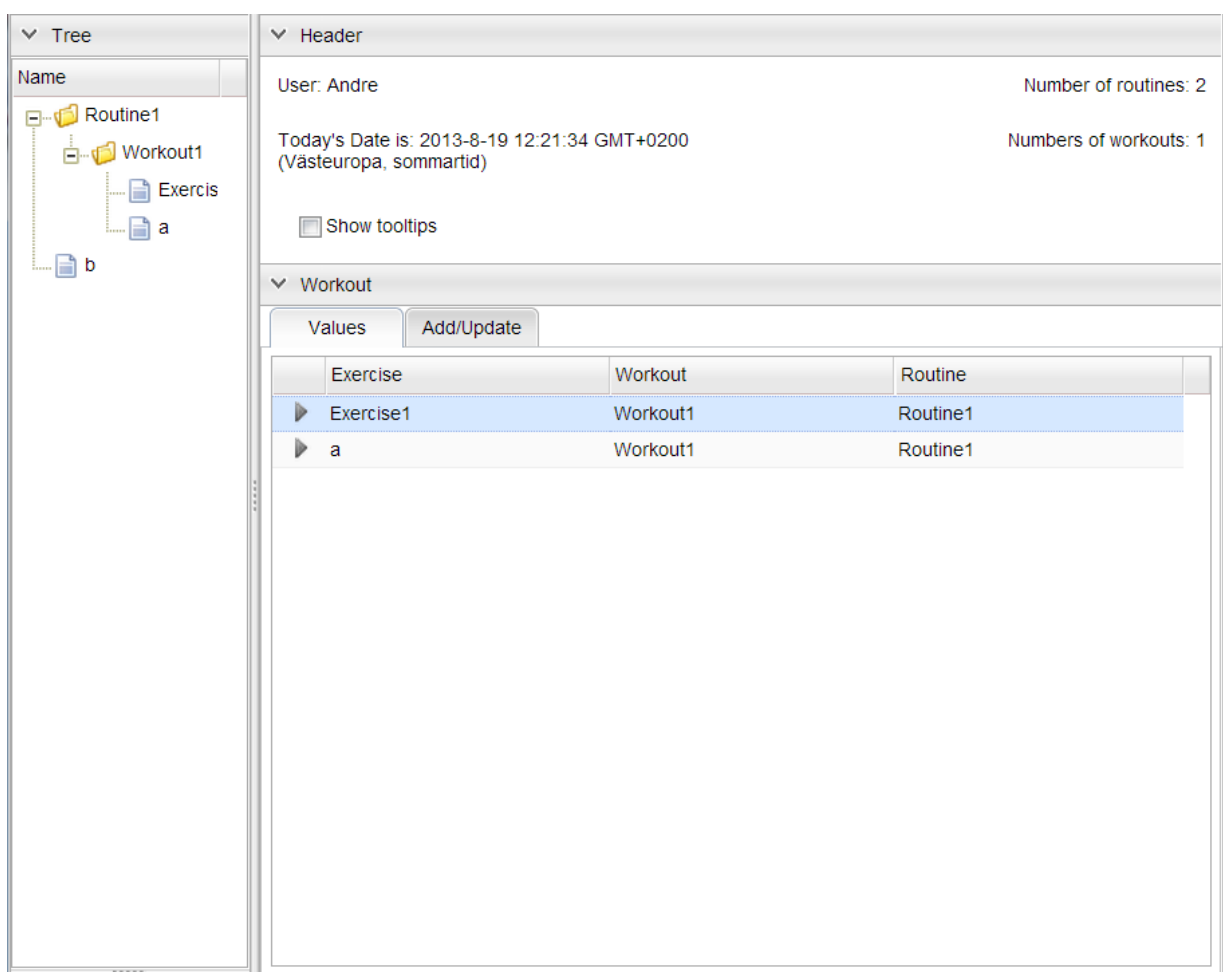 Tree
Name
Routine1
Workout1
Exercis
a
b
Header
User: Andre
Number of routines: 2
Today's Date is: 2013-8-19 12:21:34 GMT+0200
(Västeuropa, sommartid)
Numbers of workouts: 1
Show tooltips
Workout
Values Add/Update
Exercise Workout Routine
Exercise1 Workout1 Routine1
a Workout1 Routine1